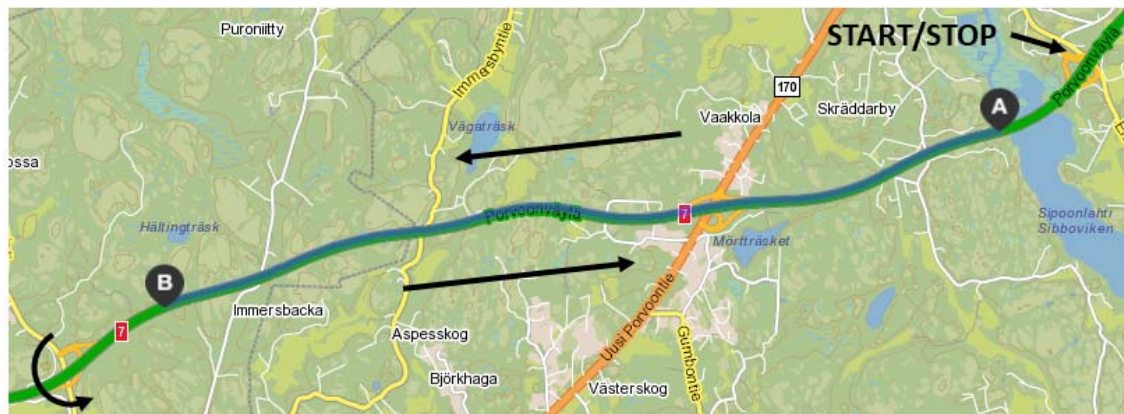 Puroniitty
START/STOP
Immersbyntie
Porvoonväylä
170
Vaakkola
Skräddarby
A
Vägaträsk
ossa
Porvoonväylä
7
Hältingträsk
Mörtträsket
Sipoonlahti
Sibboviken
B
Immersbacka
7
Aspesskog
Uusi Porvoontie
Gumbontie
Björkhaga
Västerskog